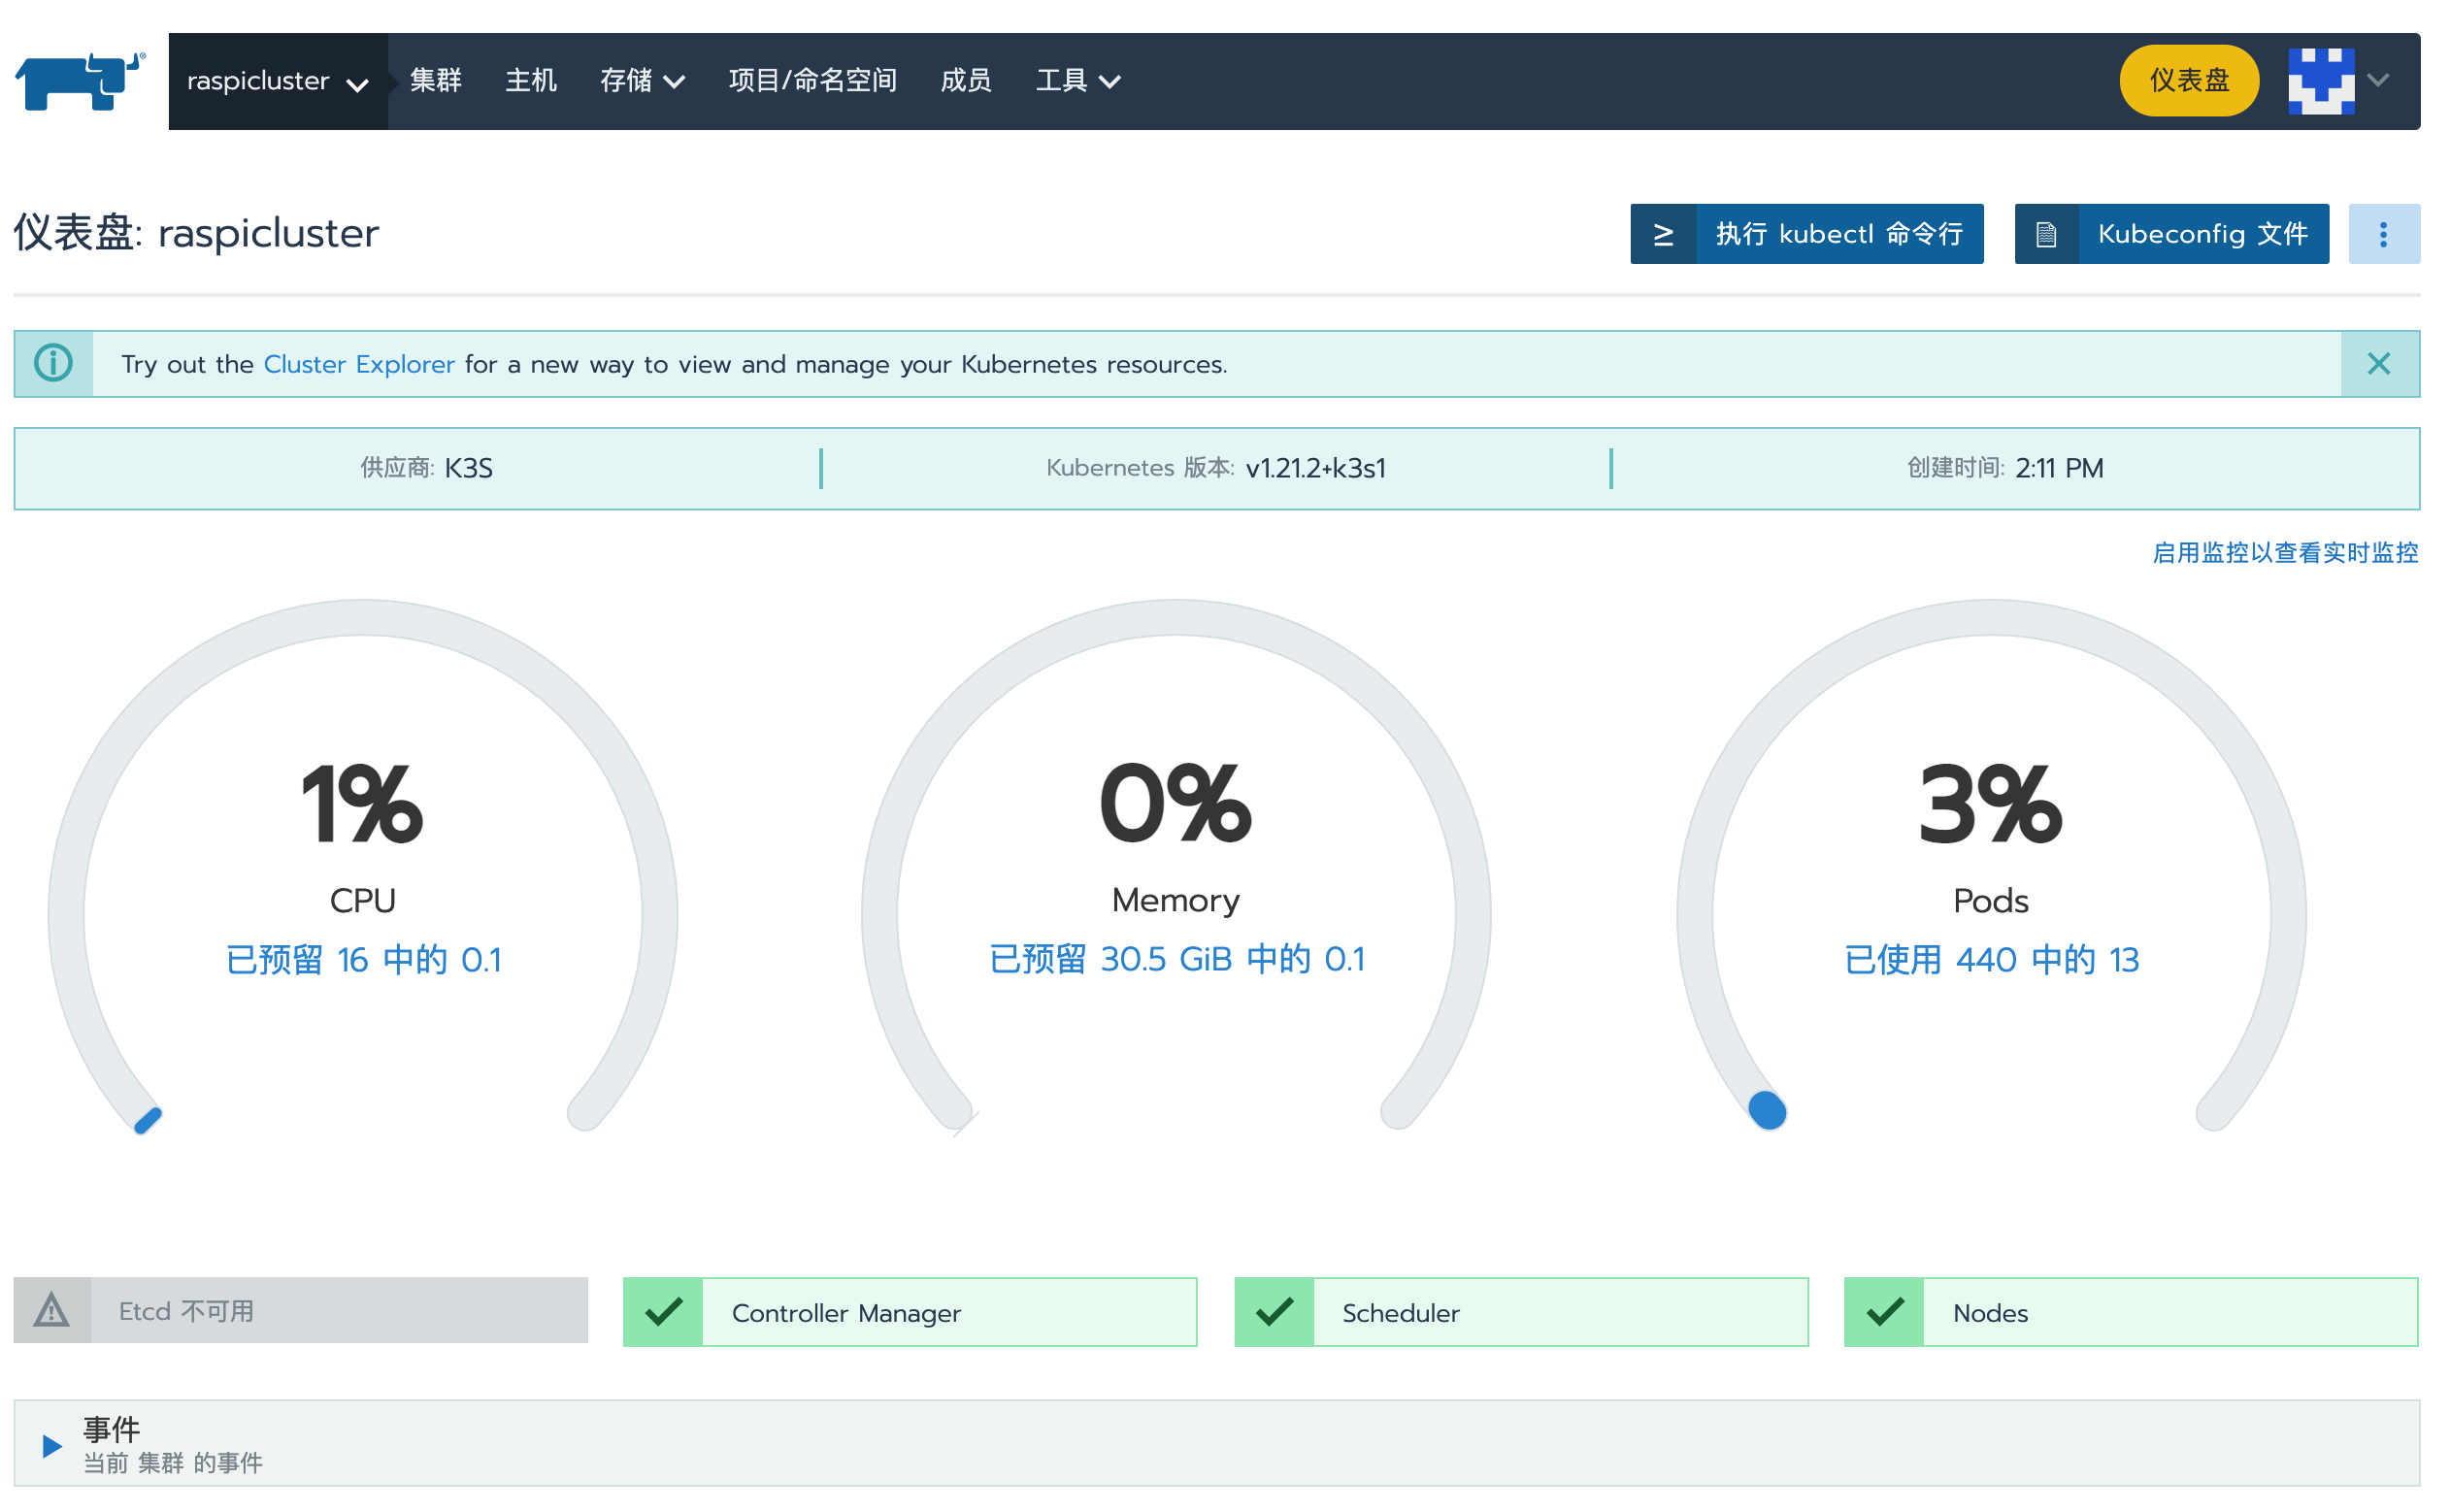 raspicluster 集群 主机 存储 项目/命名空间 成员 工具 仪表盘
仪表盘: raspicluster 执行 kubectl 命令行 Kubeconfig 文件
Try out the Cluster Explorer for a new way to view and manage your Kubernetes resources.
供应商: K3S Kubernetes 版本: v1.21.2+k3s1 创建时间: 2:11 PM
启用监控以查看实时监控
1%
CPU
已预留 16 中的 0.1
0%
Memory
已预留 30.5 GiB 中的 0.1
3%
Pods
已使用 440 中的 13
Etcd 不可用 Controller Manager Scheduler Nodes
事件
当前 集群 的事件